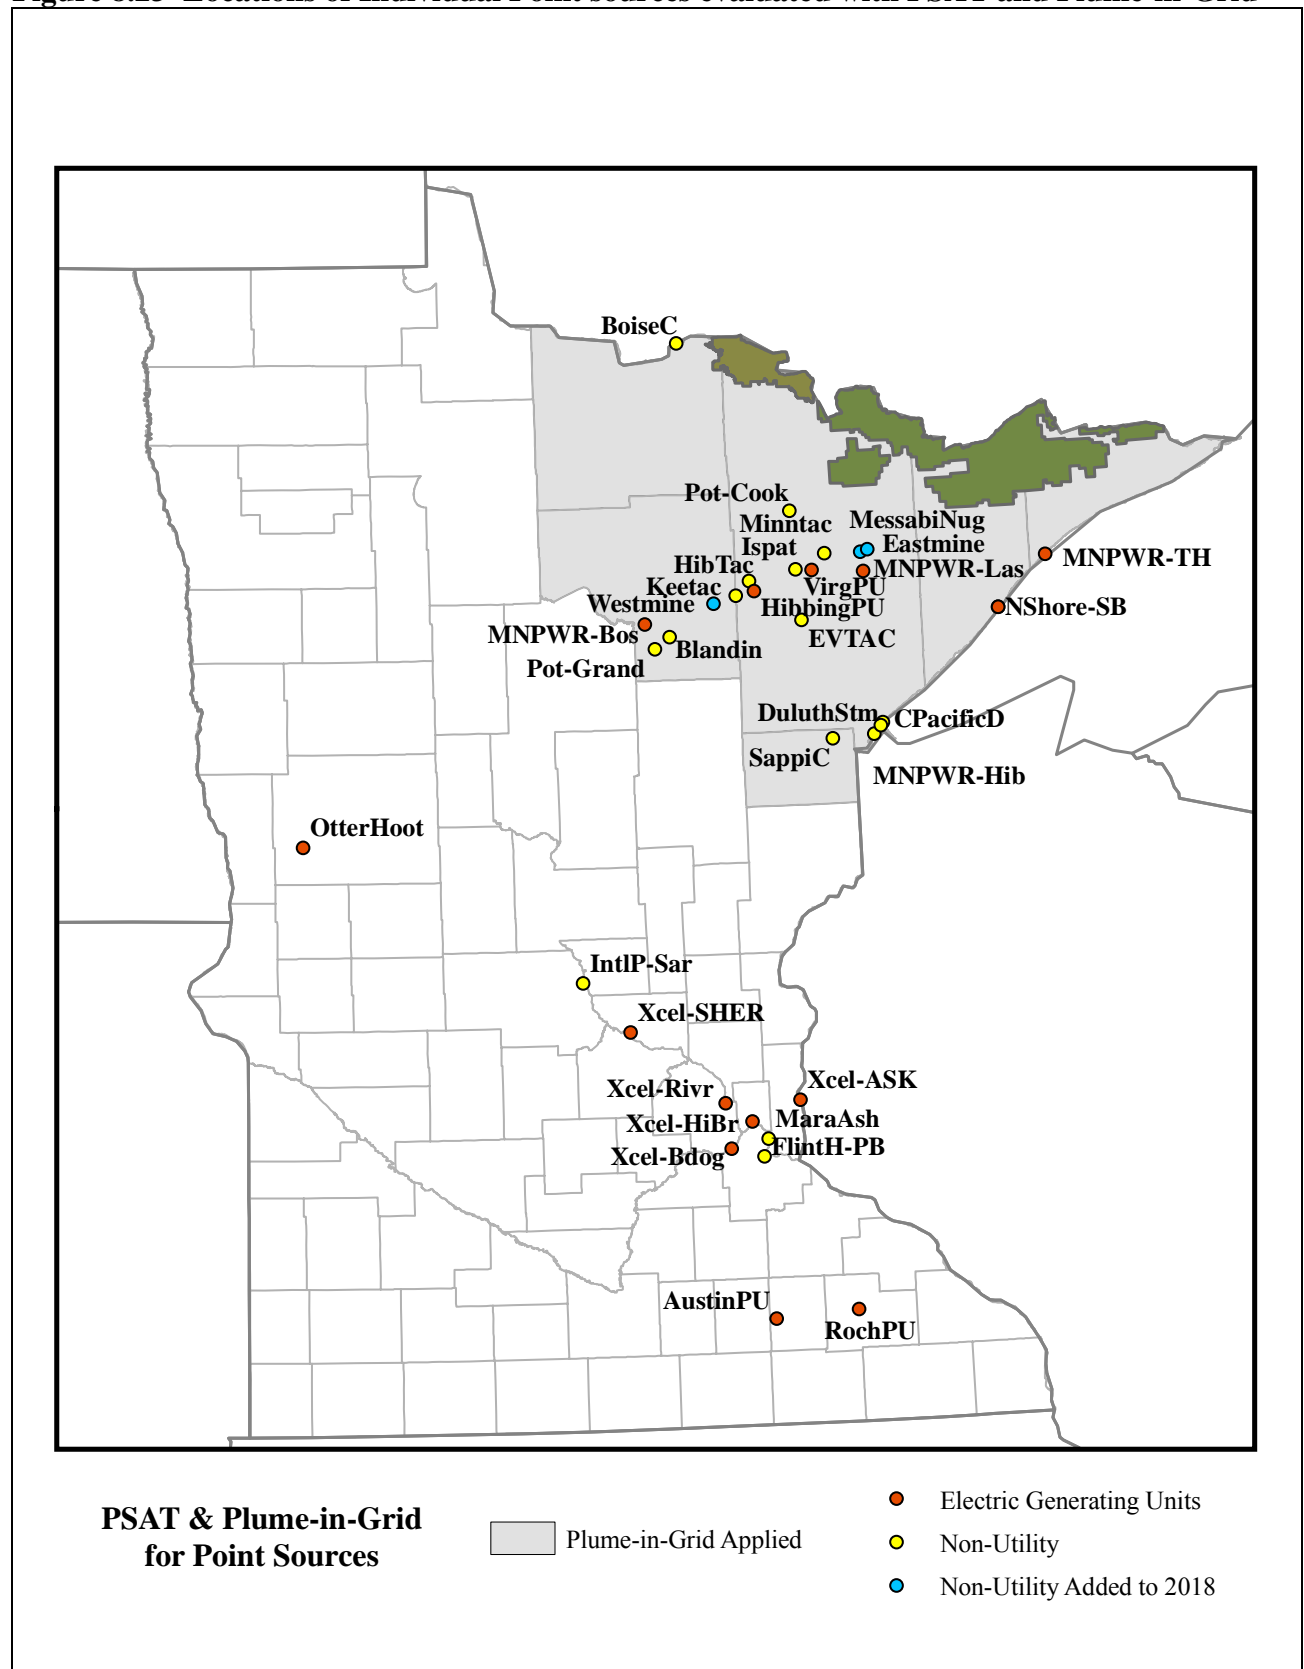 Figure 8.23 Locations of Individual Point sources evaluated with PSAT and Plume-in-Grid
BoiseC
Pot-Cook
Minntac
MessabiNug
Ispat
Eastmine
MNPWR-TH
HibTac
MNPWR-Las
Keetac
VirgPU
Westmine
HibbingPU
NShore-SB
MNPWR-Bos
EVTAC
Blandin
Pot-Grand
DuluthStm
CPacificD
SappiC
MNPWR-Hib
OtterHoot
IntlP-Sar
Xcel-SHER
Xcel-ASK
Xcel-Rivr
Xcel-HiBr
MaraAsh
FlintH-PB
Xcel-Bdog
AustinPU
RochPU
PSAT & Plume-in-Grid
for Point Sources
Plume-in-Grid Applied
Electric Generating Units
Non-Utility
Non-Utility Added to 2018